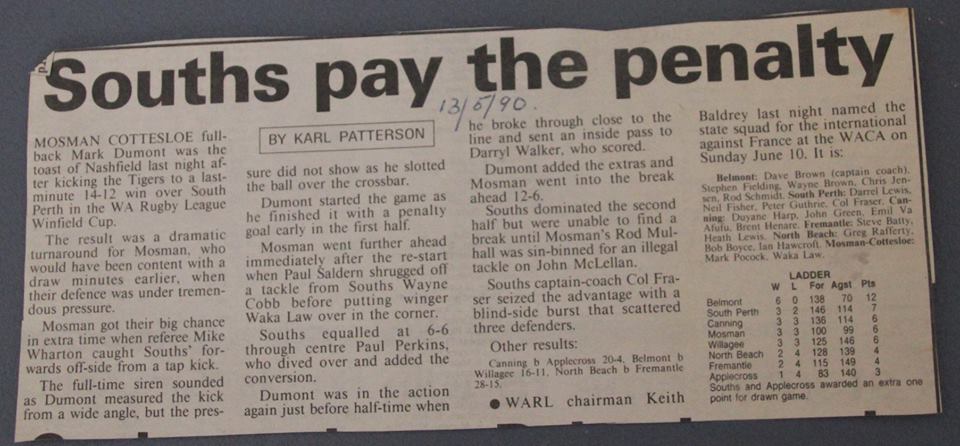 Souths pay the penalty
13/5/90.
MOSMAN COTTESLOE full-
back Mark Dumont was the
toast of Nashfield last night af-
ter kicking the Tigers to a last-
minute 14-12 win over South
Perth in the WA Rugby League
Winfield Cup.
The result was a dramatic
turnaround for Mosman, who
would have been content with a
draw minutes earlier, when
their defence was under tremen-
dous pressure.
Mosman got their big chance
in extra time when referee Mike
Wharton caught Souths' for-
wards off-side from a tap kick.
The full-time siren sounded
as Dumont measured the kick
from a wide angle, but the pres-
BY KARL PATTERSON
sure did not show as he slotted
the ball over the crossbar.
Dumont started the game as
he finished it with a penalty
goal early in the first half.
Mosman went further ahead
immediately after the re-start
when Paul Saldern shrugged off
a tackle from Souths Wayne
Cobb before putting winger
Waka Law over in the corner.
Souths equalled at 6-6
through centre Paul Perkins,
who dived over and added the
conversion.
Dumont was in the action
again just before half-time when
he broke through close to the
line and sent an inside pass to
Darryl Walker, who scored.
Dumont added the extras and
Mosman went into the break
ahead 12-6.
Souths dominated the second
half but were unable to find a
break until Mosman's Rod Mul-
hall was sin-binned for an illegal
tackle on John McLellan.
Souths captain-coach Col Fra-
ser seized the advantage with a
blind-side burst that scattered
three defenders.
Other results:
Canning b Applecross 20-4, Belmont b
Willagee 16-11, North Beach b Fremantle
28-15.
● WARL chairman Keith
Baldrey last night named the
state squad for the international
against France at the WACA on
Sunday June 10. It is:
Belmont: Dave Brown (captain coach),
Stephen Fielding, Wayne Brown, Chris Jen-
sen, Rod Schmidt. South Perth: Darrel Lewis,
Neil Fisher, Peter Guthrie, Col Fraser. Can-
ning: Duyane Harp, John Green, Emil Va
Afufu, Brent Henare. Fremantle: Steve Batty,
Heath Lewis. North Beach: Greg Rafferty,
Bob Boyce, Ian Hawcroft. Mosman-Cottesloe:
Mark Pocock, Waka Law.
LADDER
W L For Agst Pts
Belmont 6 0 138 70 12
South Perth 3 2 146 114 7
Canning 3 3 136 114 6
Mosman 3 3 100 99 6
Willagee 3 3 125 146 6
North Beach 2 4 128 139 4
Fremantle 2 4 115 149 4
Applecross 1 4 83 140 3
Souths and Applecross awarded an extra one
point for drawn game.